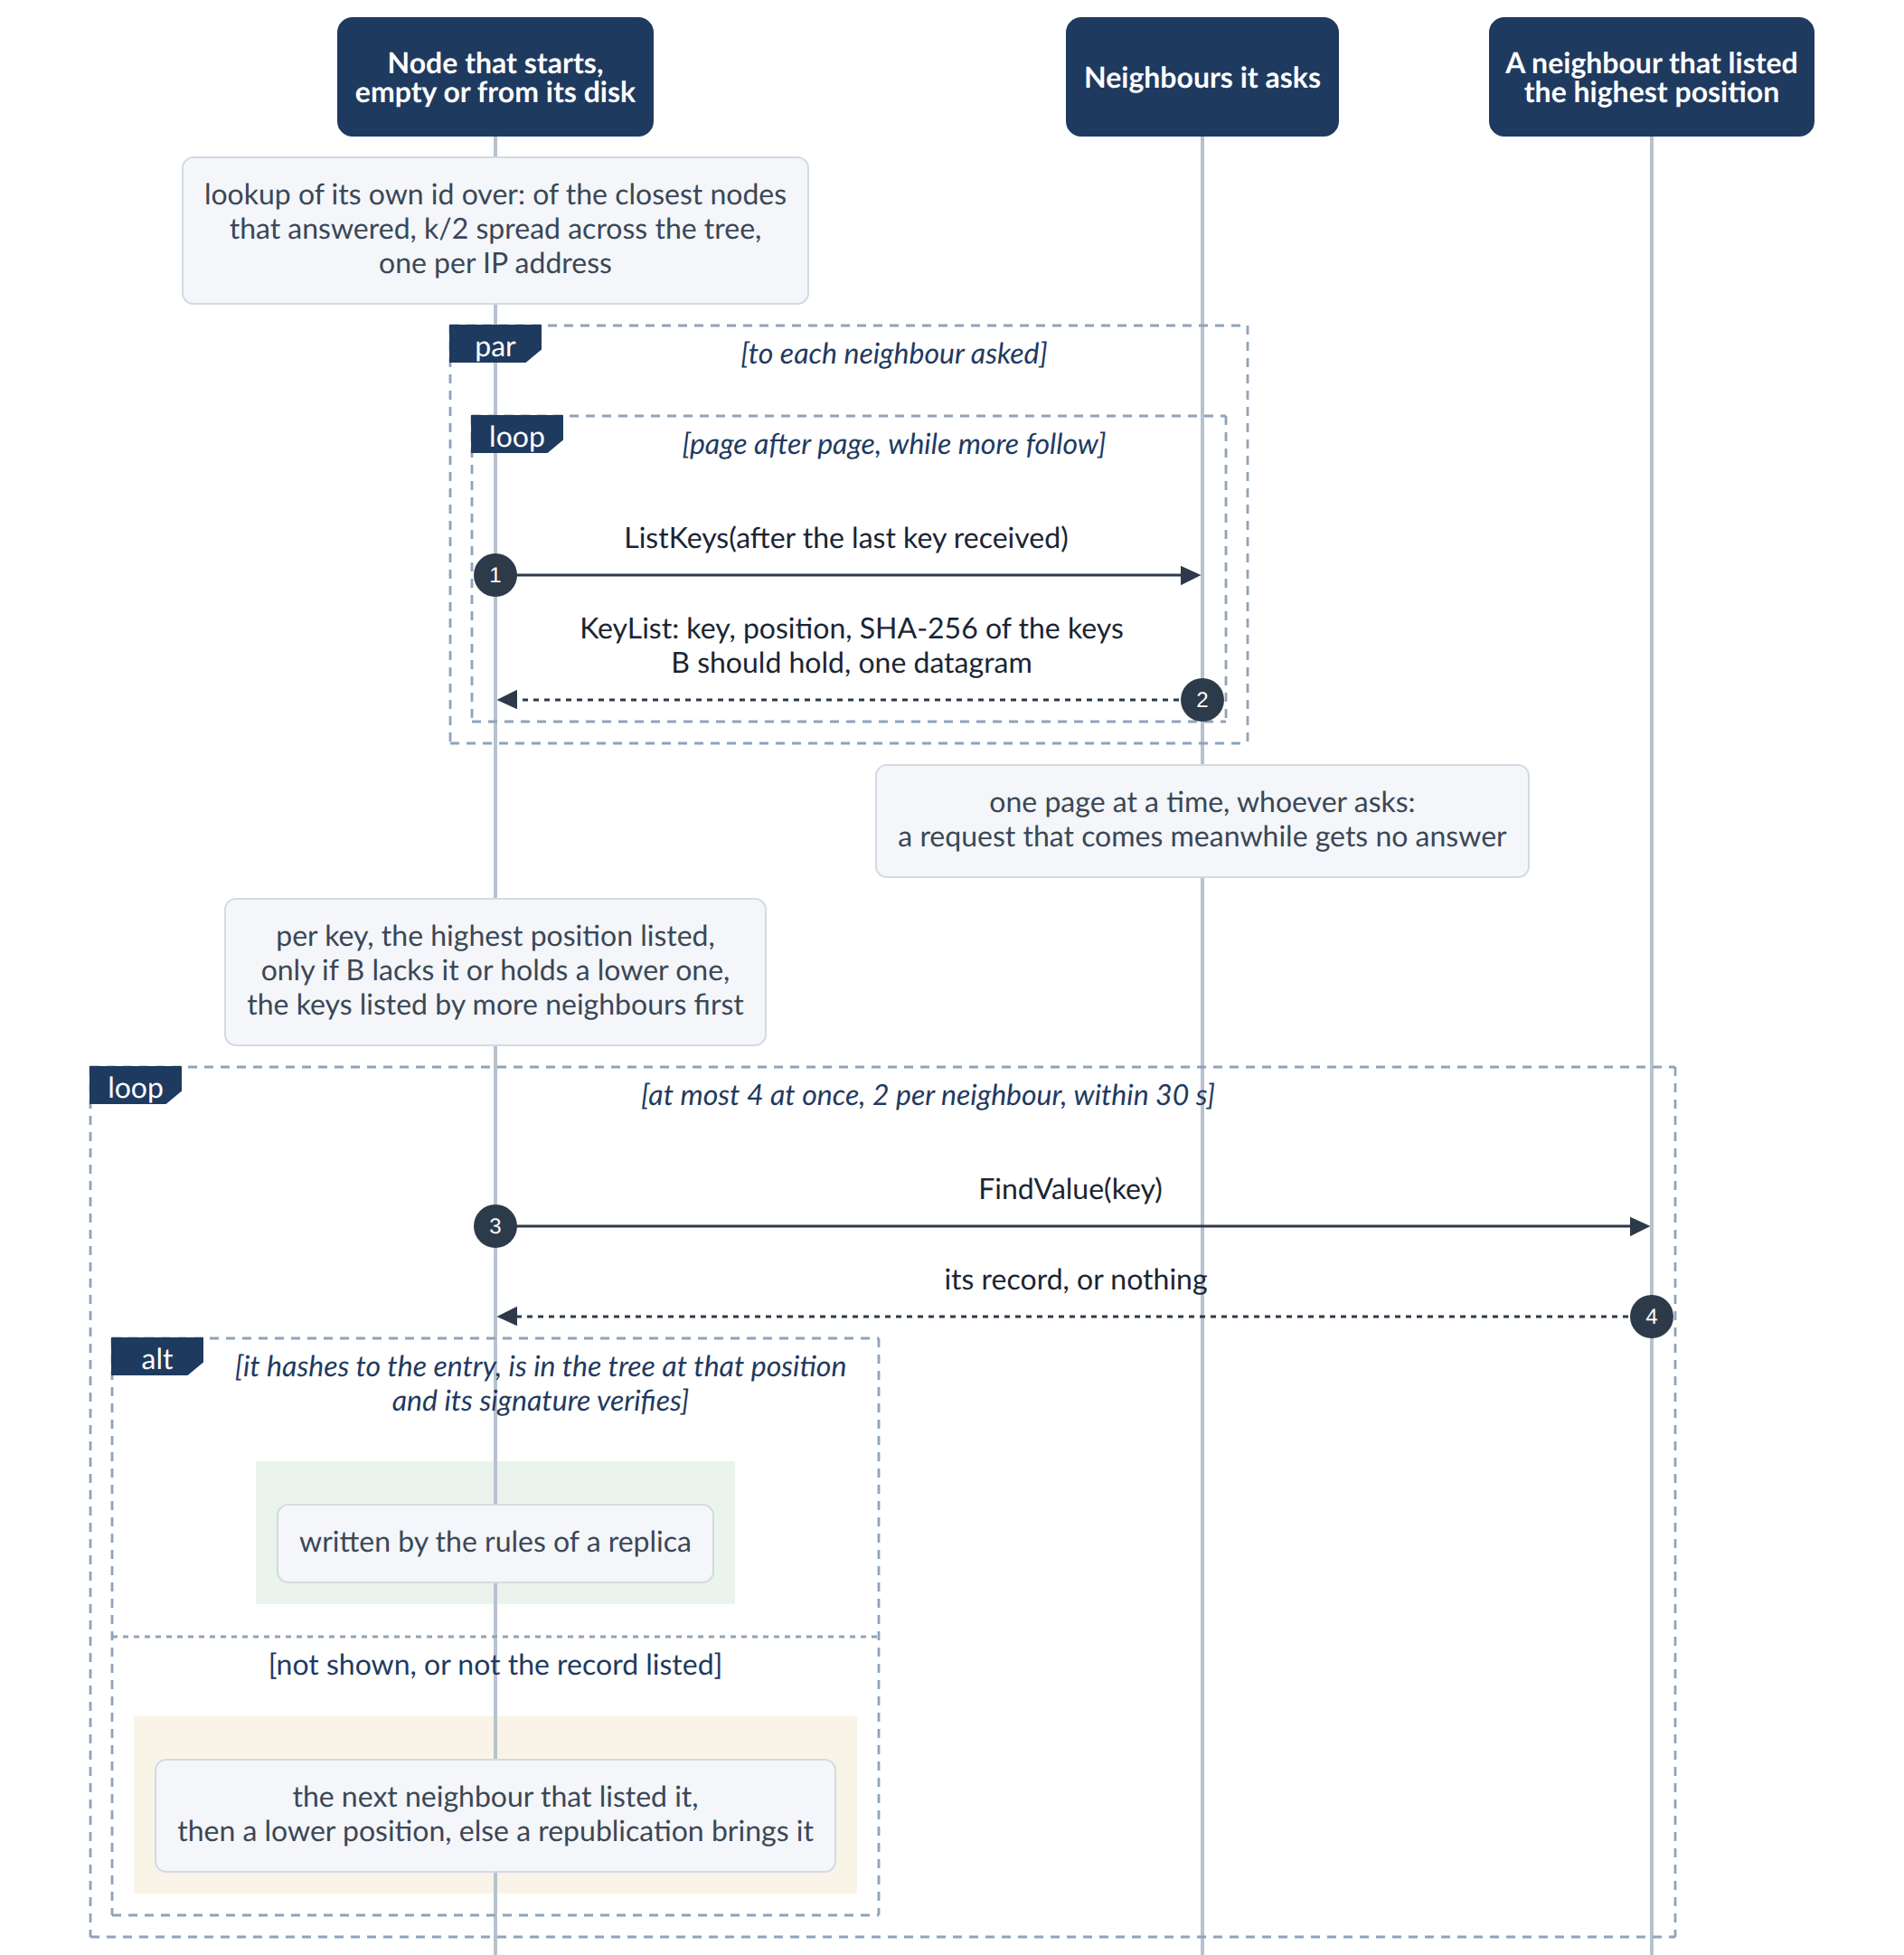 Node that starts,
empty or from its disk
Neighbours it asks
A neighbour that listed
the highest position
lookup of its own id over: of the closest nodes
that answered, k/2 spread across the tree,
one per IP address
par
[to each neighbour asked]
loop
[page after page, while more follow]
ListKeys(after the last key received)
1
KeyList: key, position, SHA-256 of the keys
B should hold, one datagram
2
one page at a time, whoever asks:
a request that comes meanwhile gets no answer
per key, the highest position listed,
only if B lacks it or holds a lower one,
the keys listed by more neighbours first
loop
[at most 4 at once, 2 per neighbour, within 30 s]
FindValue(key)
3
its record, or nothing
4
alt
[it hashes to the entry, is in the tree at that position
and its signature verifies]
written by the rules of a replica
[not shown, or not the record listed]
the next neighbour that listed it,
then a lower position, else a republication brings it